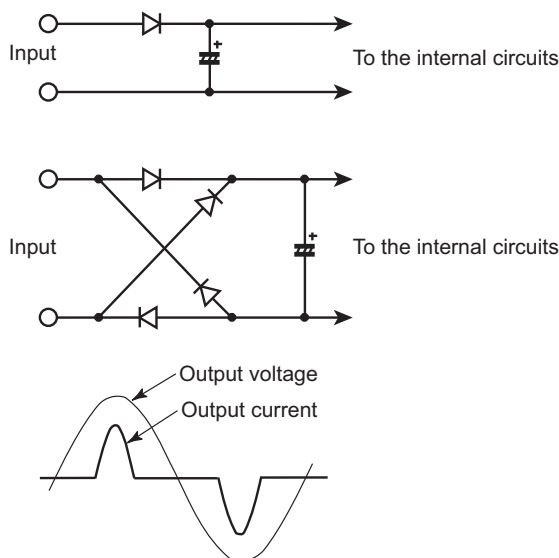 Input
To the internal circuits
+
Input
To the internal circuits
+
Output voltage
Output current